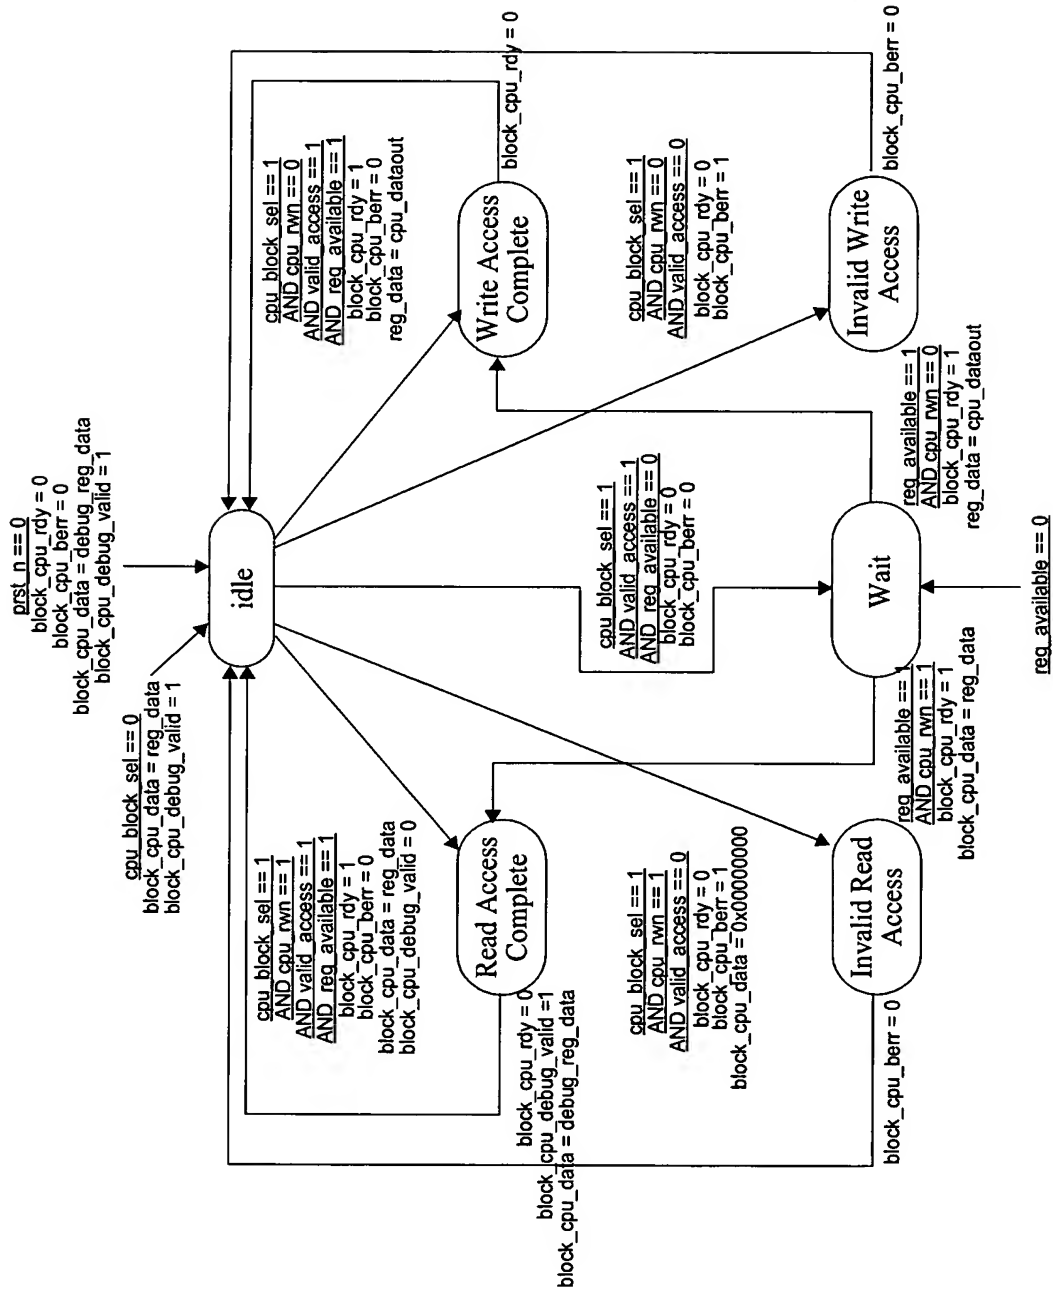 prst_n == 0
block_cpu_rdy = 0
block_cpu_berr = 0
block_cpu_data = debug_reg_data
block_cpu_debug_valid = 1
cpu_block_sel == 0
block_cpu_data = reg_data
block_cpu_debug_valid = 1
idle
cpu_block_sel == 1
AND cpu_rwn == 1
AND valid_access == 1
AND reg_available == 1
block_cpu_rdy = 1
block_cpu_berr = 0
block_cpu_data = reg_data
block_cpu_debug_valid = 0
cpu_block_sel == 1
AND cpu_rwn == 0
AND valid_access == 1
AND reg_available == 1
block_cpu_rdy = 1
block_cpu_berr = 0
reg_data = cpu_dataout
Read Access
Complete
block_cpu_rdy = 0
block_cpu_debug_valid =1
block_cpu_data = debug_reg_data
Write Access
Complete
block_cpu_rdy = 0
cpu_block_sel == 1
AND cpu_rwn == 1
AND valid_access == 0
block_cpu_rdy = 0
block_cpu_berr = 1
block_cpu_data = 0x00000000
cpu_block_sel == 1
AND valid_access == 1
AND reg_available == 0
block_cpu_rdy = 0
block_cpu_berr = 0
cpu_block_sel == 1
AND cpu_rwn == 0
AND valid_access == 0
block_cpu_rdy = 0
block_cpu_berr = 1
Invalid Read
Access
block_cpu_berr = 0
reg_available == 1
AND cpu_rwn == 1
block_cpu_rdy = 1
block_cpu_data = reg_data
Wait
reg_available == 1
AND cpu_rwn == 0
block_cpu_rdy = 1
reg_data = cpu_dataout
Invalid Write
Access
block_cpu_berr = 0
reg_available == 0